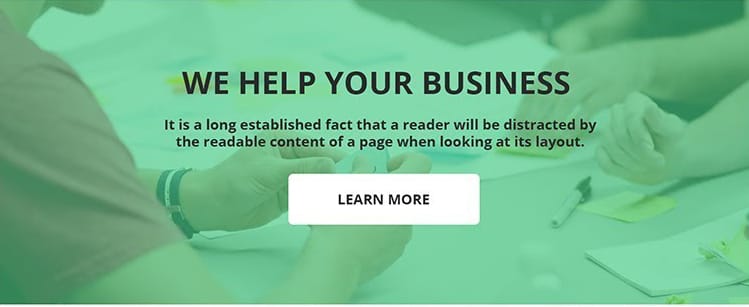 WE HELP YOUR BUSINESS
It is a long established fact that a reader will be distracted by
the readable content of a page when looking at its layout.
LEARN MORE